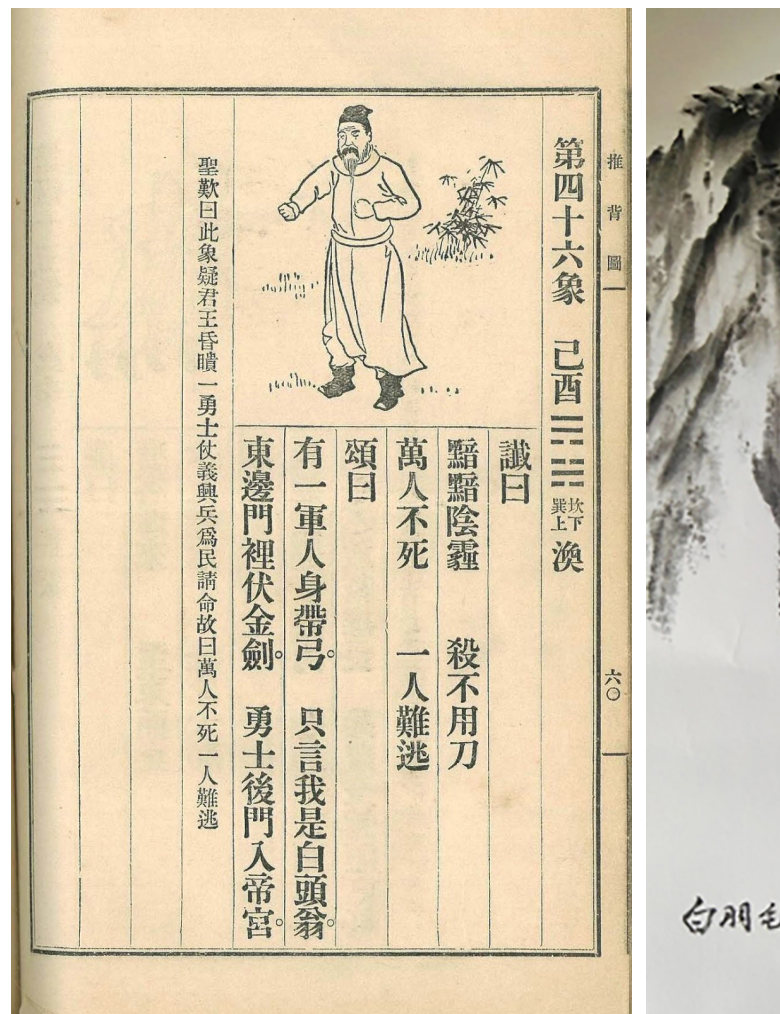 推背圖
六〇
第四十六象 己酉 坎下巽上 渙
讖曰
黯黯陰霾 殺不用刀
萬人不死 一人難逃
頌曰
有一軍人身帶弓。只言我是白頭翁。
東邊門裡伏金劍。勇士後門入帝宮。
聖歎曰此象疑君王昏瞶一勇士仗義興兵爲民請命故曰萬人不死一人難逃
白羽毛